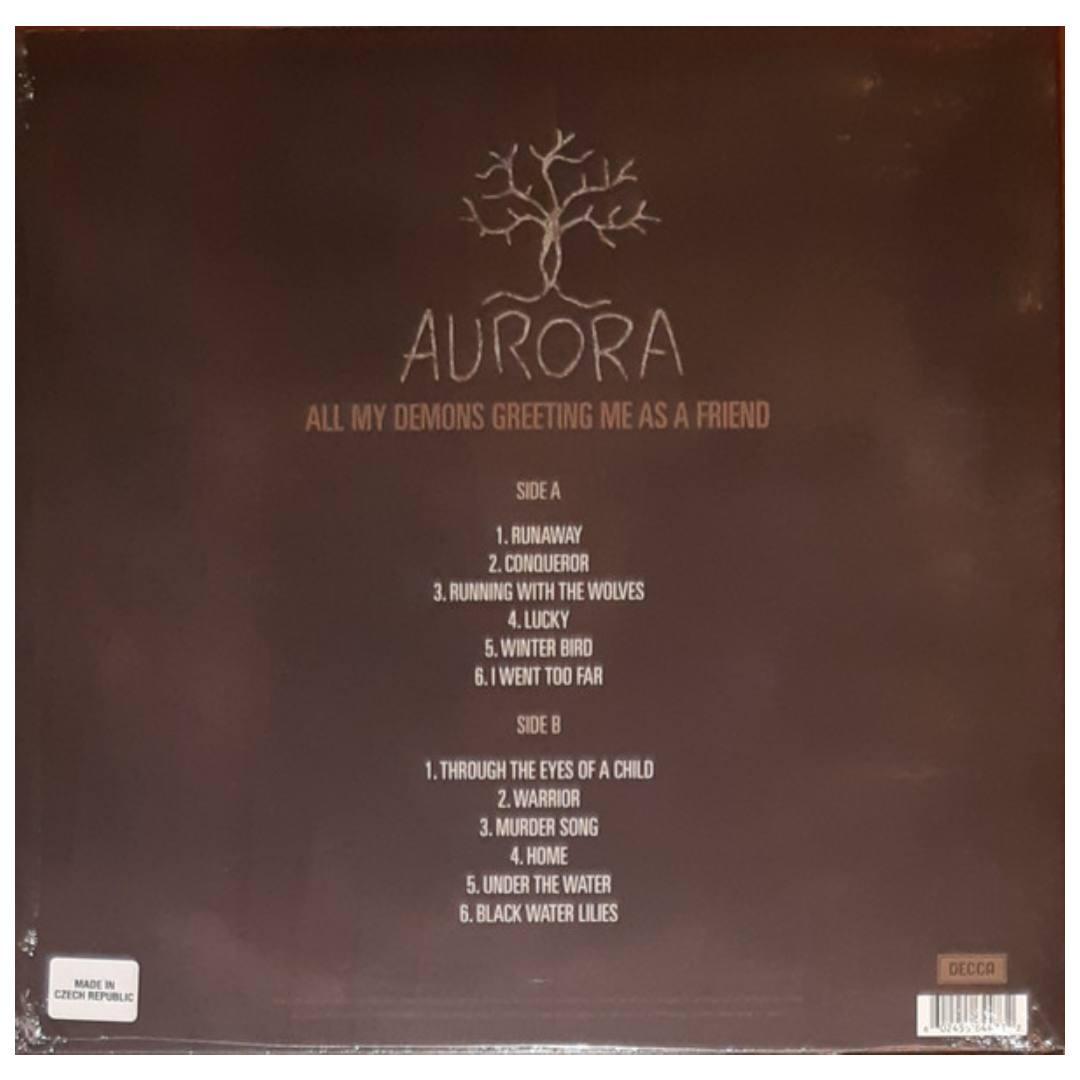 AURORA
ALL MY DEMONS GREETING ME AS A FRIEND
SIDE A
1. RUNAWAY
2. CONQUEROR
3. RUNNING WITH THE WOLVES
4. LUCKY
5. WINTER BIRD
6. I WENT TOO FAR
SIDE B
1. THROUGH THE EYES OF A CHILD
2. WARRIOR
3. MURDER SONG
4. HOME
5. UNDER THE WATER
6. BLACK WATER LILIES
MADE IN
CZECH REPUBLIC
DECCA